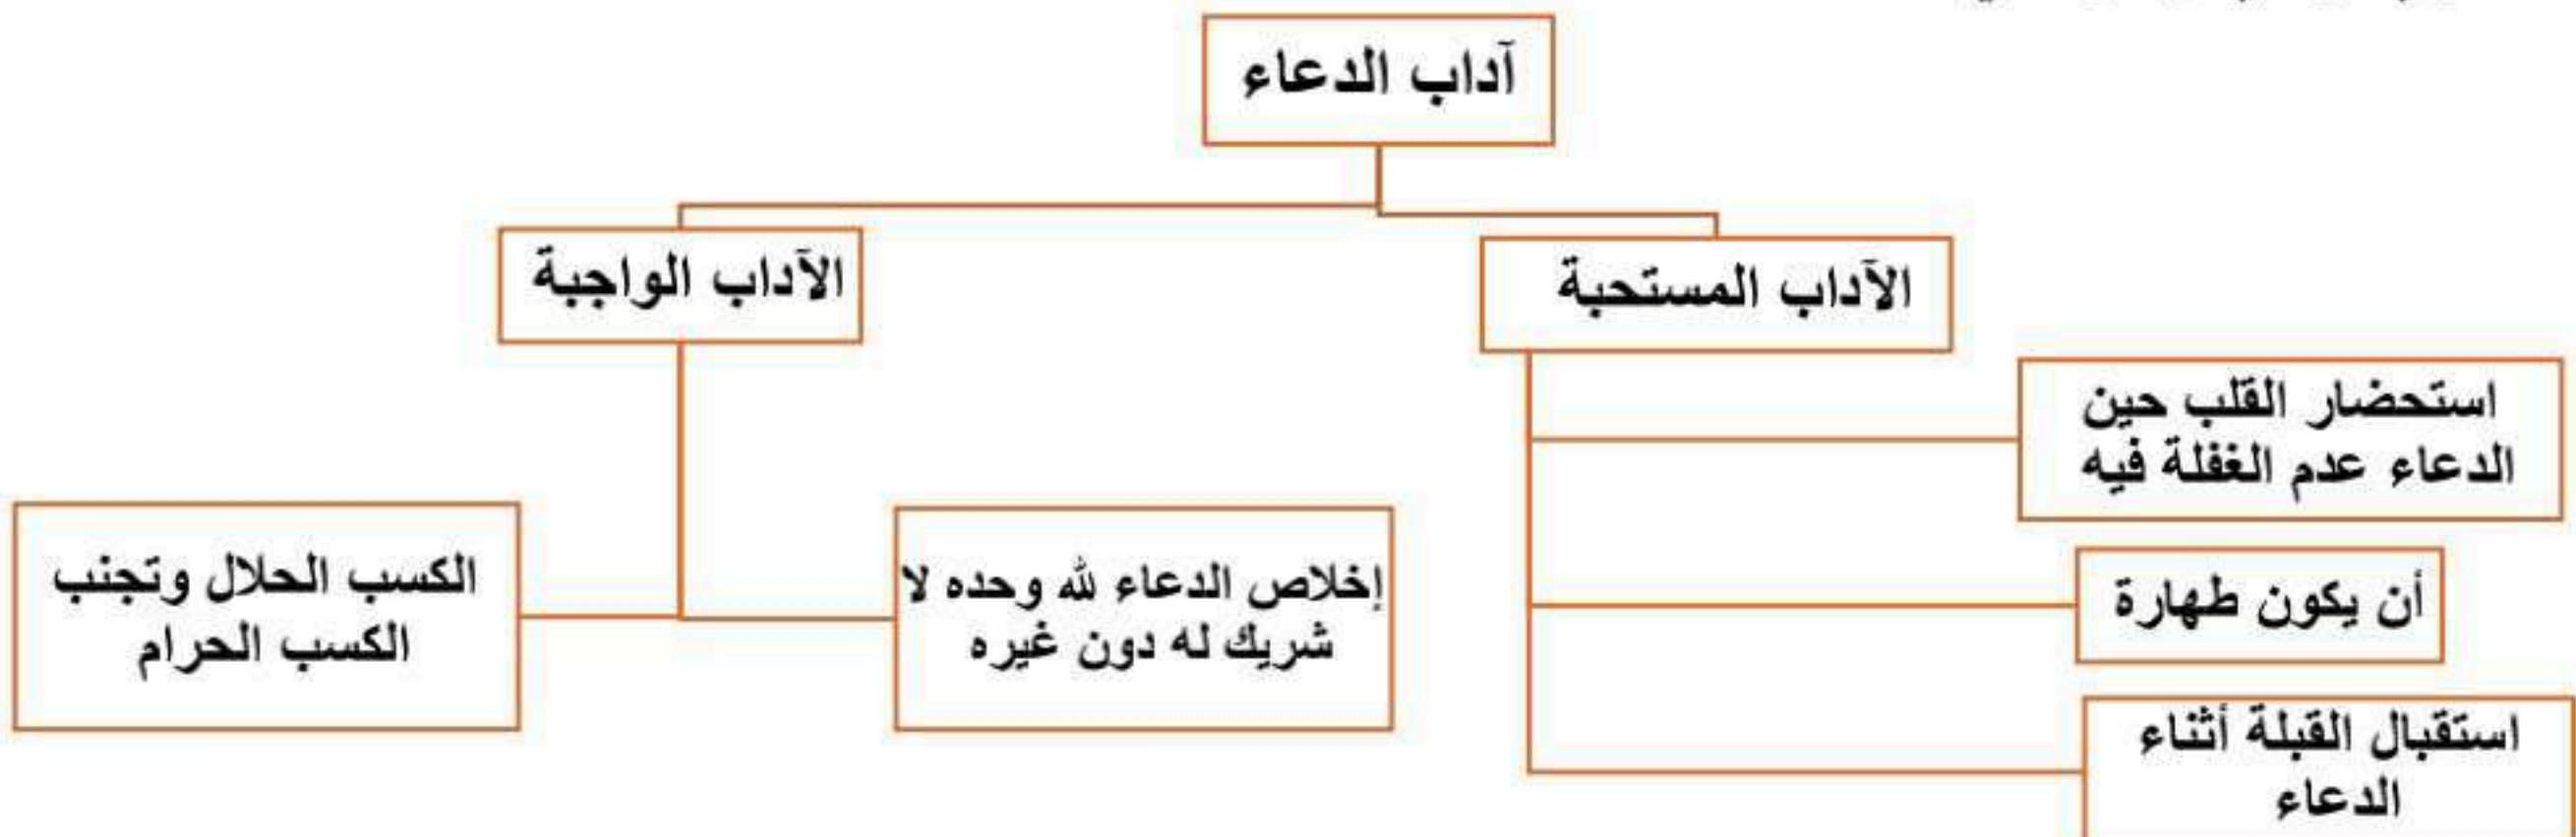 آداب الدعاء
الآداب المستحبة
الآداب الواجبة
استحضار القلب حين
الدعاء عدم الغفلة فيه
أن يكون طهارة
استقبال القبلة أثناء
الدعاء
إخلاص الدعاء لله وحده لا
شريك له دون غيره
الكسب الحلال وتجنب
الكسب الحرام